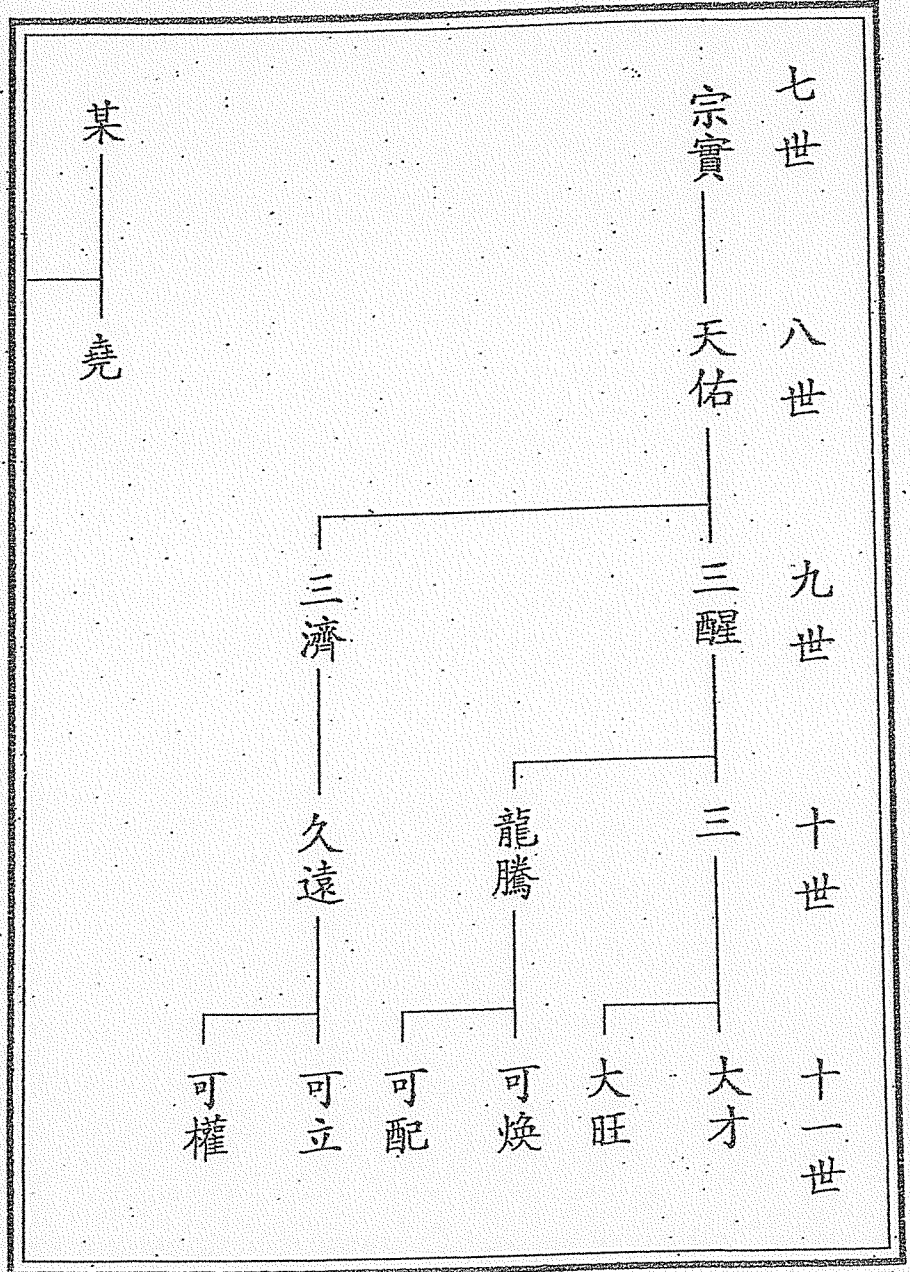 七世
八世
九世
十世
十一世
宗實
天佑
三醒
三
大才
大旺
龍騰
可煥
可配
三濟
久遠
可立
可權
某
堯